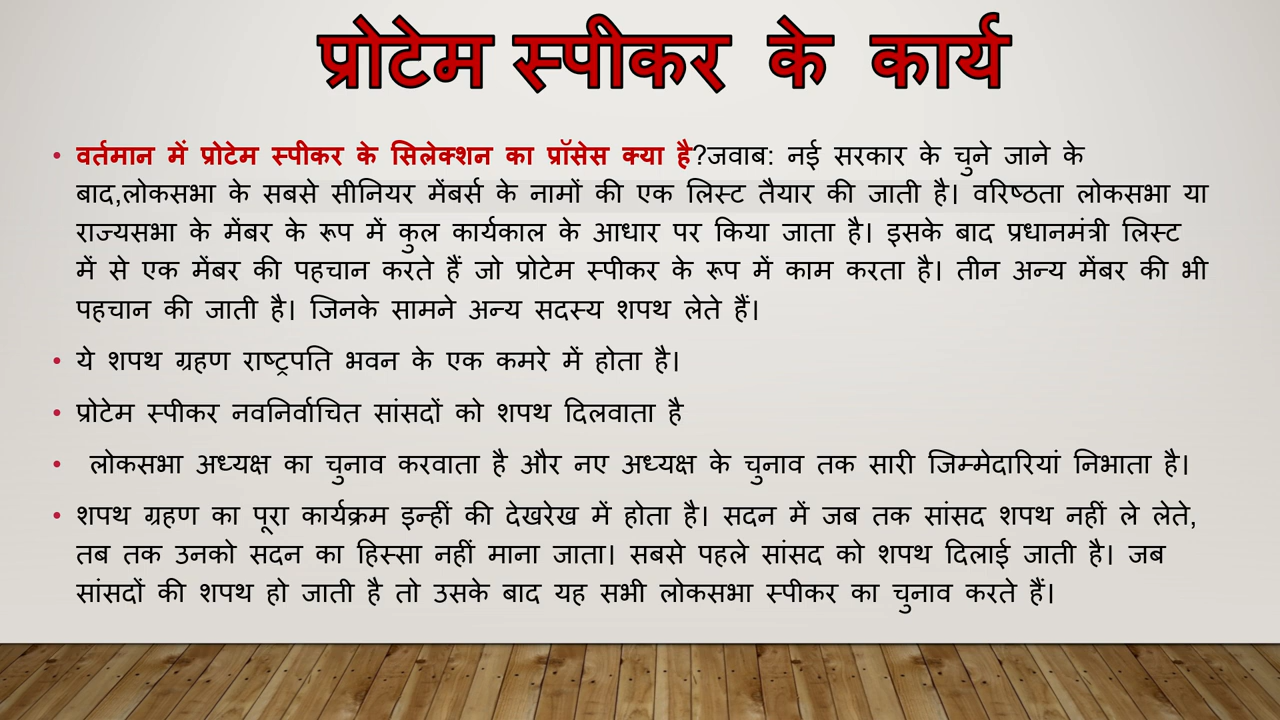 प्रोटेम स्पीकर के कार्य
• वर्तमान में प्रोटेम स्पीकर के सिलेक्शन का प्रॉसेस क्या है?जवाब: नई सरकार के चुने जाने के
बाद,लोकसभा के सबसे सीनियर मेंबर्स के नामों की एक लिस्ट तैयार की जाती है। वरिष्ठता लोकसभा या
राज्यसभा के मेंबर के रूप में कुल कार्यकाल के आधार पर किया जाता है। इसके बाद प्रधानमंत्री लिस्ट
में से एक मेंबर की पहचान करते हैं जो प्रोटेम स्पीकर के रूप में काम करता है। तीन अन्य मेंबर की भी
पहचान की जाती है। जिनके सामने अन्य सदस्य शपथ लेते हैं।
• ये शपथ ग्रहण राष्ट्रपति भवन के एक कमरे में होता है।
• प्रोटेम स्पीकर नवनिर्वाचित सांसदों को शपथ दिलवाता है
• लोकसभा अध्यक्ष का चुनाव करवाता है और नए अध्यक्ष के चुनाव तक सारी जिम्मेदारियां निभाता है।
• शपथ ग्रहण का पूरा कार्यक्रम इन्हीं की देखरेख में होता है। सदन में जब तक सांसद शपथ नहीं ले लेते,
तब तक उनको सदन का हिस्सा नहीं माना जाता। सबसे पहले सांसद को शपथ दिलाई जाती है। जब
सांसदों की शपथ हो जाती है तो उसके बाद यह सभी लोकसभा स्पीकर का चुनाव करते हैं।